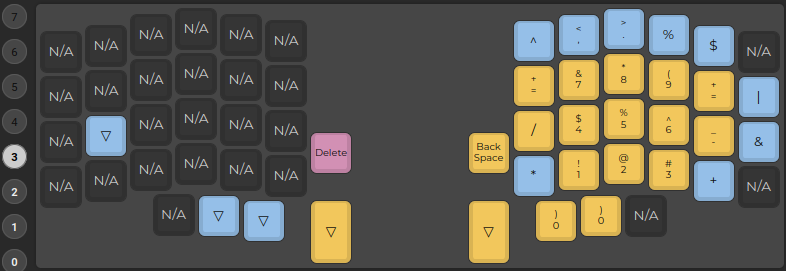 7
N/A N/A N/A N/A N/A N/A ^ < , > . % $ N/A
6
N/A N/A N/A N/A N/A N/A + = & 7 * 8 ( 9 + = |
5
4
N/A ▽ N/A N/A N/A N/A Delete Back Space / $ 4 % 5 ^ 6 _ - &
3
N/A N/A N/A N/A N/A N/A * ! 1 @ 2 # 3 + N/A
2
N/A ▽ ▽ ▽ ▽ ) 0 ) 0 N/A
1
0